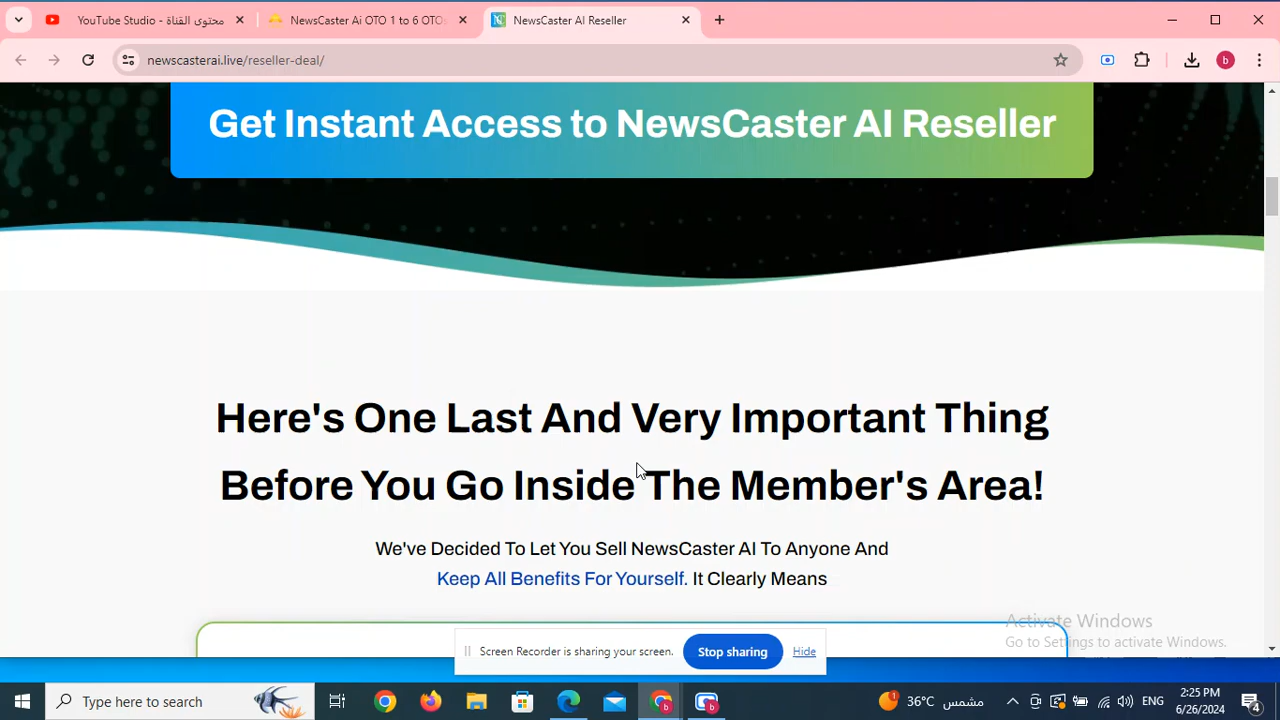 YouTube Studio - محتوى القناة
NewsCaster Ai OTO 1 to 6 OTOs
NewsCaster AI Reseller
newscasterai.live/reseller-deal/
b
Get Instant Access to NewsCaster AI Reseller
Here's One Last And Very Important Thing
Before You Go Inside The Member's Area!
We've Decided To Let You Sell NewsCaster AI To Anyone And
Keep All Benefits For Yourself. It Clearly Means
Activate Windows
Go to Settings to activate Windows.
Screen Recorder is sharing your screen.
Stop sharing
Hide
Type here to search
b
b
1
36°C مشمس
ENG
2:25 PM
6/26/2024
4